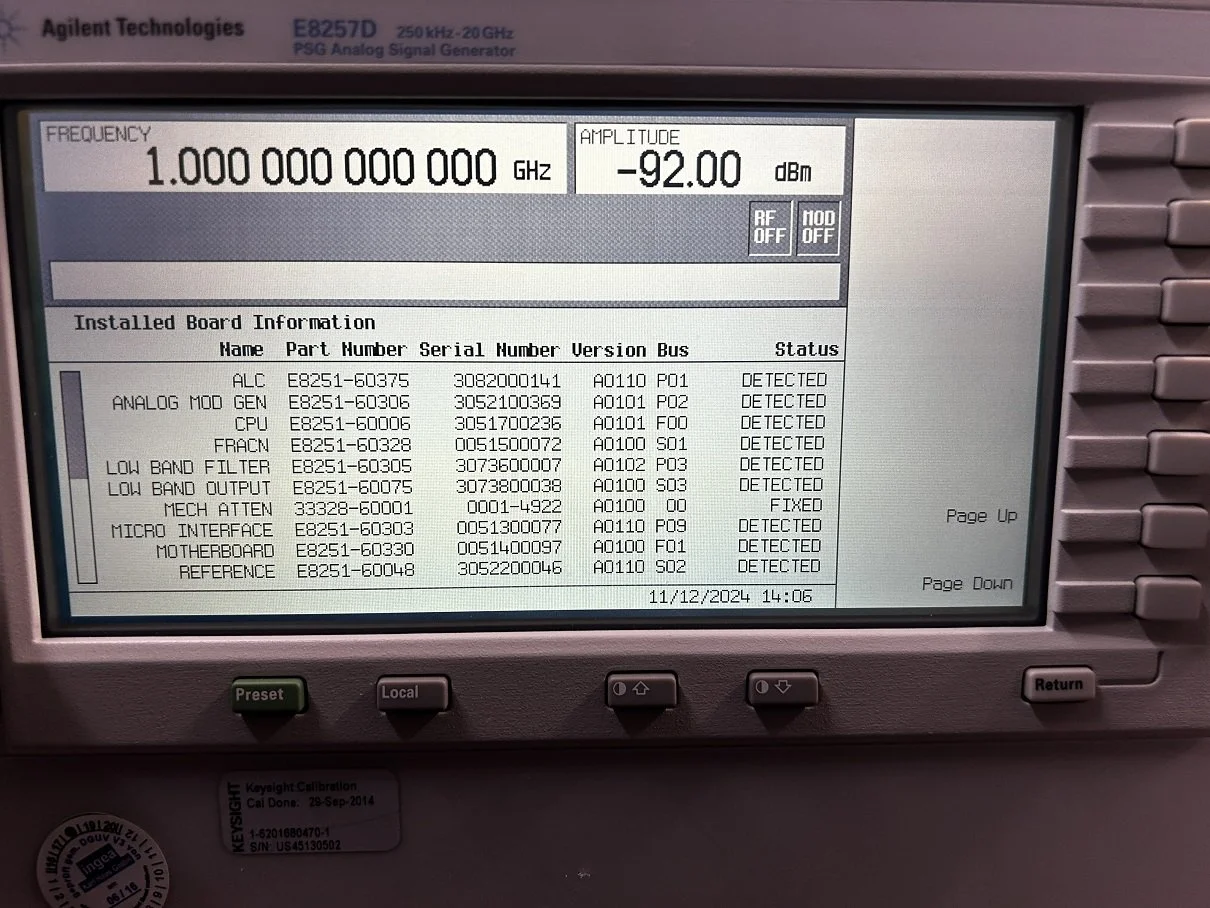 Agilent Technologies
E8257D 250 kHz - 20 GHz
PSG Analog Signal Generator
FREQUENCY
1.000 000 000 000 GHz
AMPLITUDE
-92.00 dBm
RF OFF
MOD OFF
Installed Board Information
Name Part Number Serial Number Version Bus Status
ALC E8251-60375 3082000141 A0110 P01 DETECTED
ANALOG MOD GEN E8251-60306 3052100369 A0101 P02 DETECTED
CPU E8251-60006 3051700236 A0101 F00 DETECTED
FRACN E8251-60328 0051500072 A0100 S01 DETECTED
LOW BAND FILTER E8251-60305 3073600007 A0102 P03 DETECTED
LOW BAND OUTPUT E8251-60075 3073800038 A0100 S03 DETECTED
MECH ATTEN 33328-60001 0001-4922 A0100 00 FIXED
MICRO INTERFACE E8251-60303 0051300077 A0110 P09 DETECTED
MOTHERBOARD E8251-60330 0051400097 A0100 F01 DETECTED
REFERENCE E8251-60048 3052200046 A0110 S02 DETECTED
11/12/2024 14:06
Page Up
Page Down
Preset
Local
Return
KEYSIGHT
Keysight Calibration
Cal Done: 29-Sep-2014
1-6201680470-1
S/N: US45130502
06/16